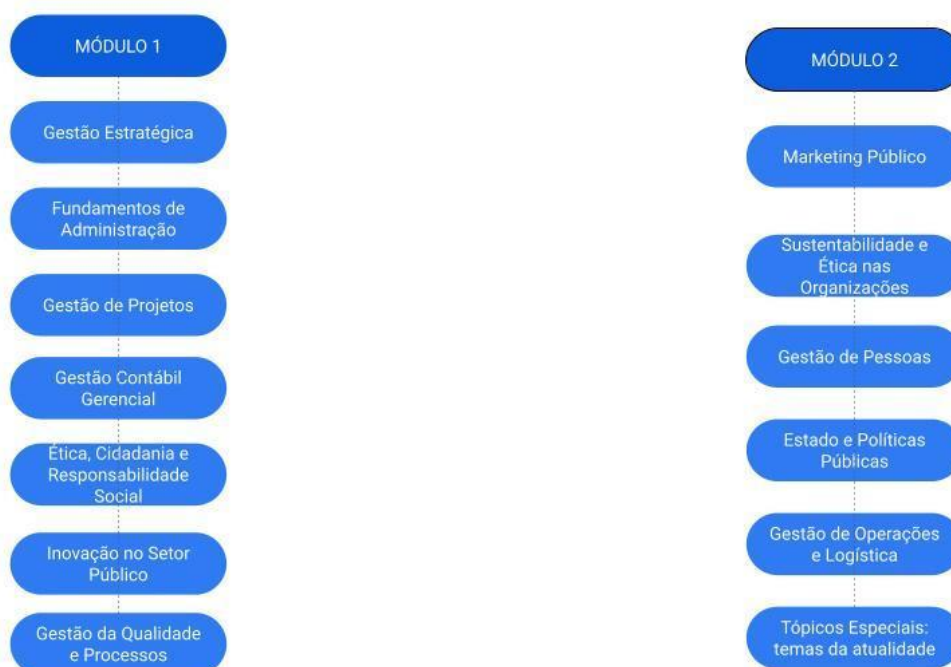 MÓDULO 1
Gestão Estratégica
Fundamentos de
Administração
Gestão de Projetos
Gestão Contábil
Gerencial
Ética, Cidadania e
Responsabilidade
Social
Inovação no Setor
Público
Gestão da Qualidade
e Processos
MÓDULO 2
Marketing Público
Sustentabilidade e
Ética nas
Organizações
Gestão de Pessoas
Estado e Políticas
Públicas
Gestão de Operações
e Logística
Tópicos Especiais:
temas da atualidade